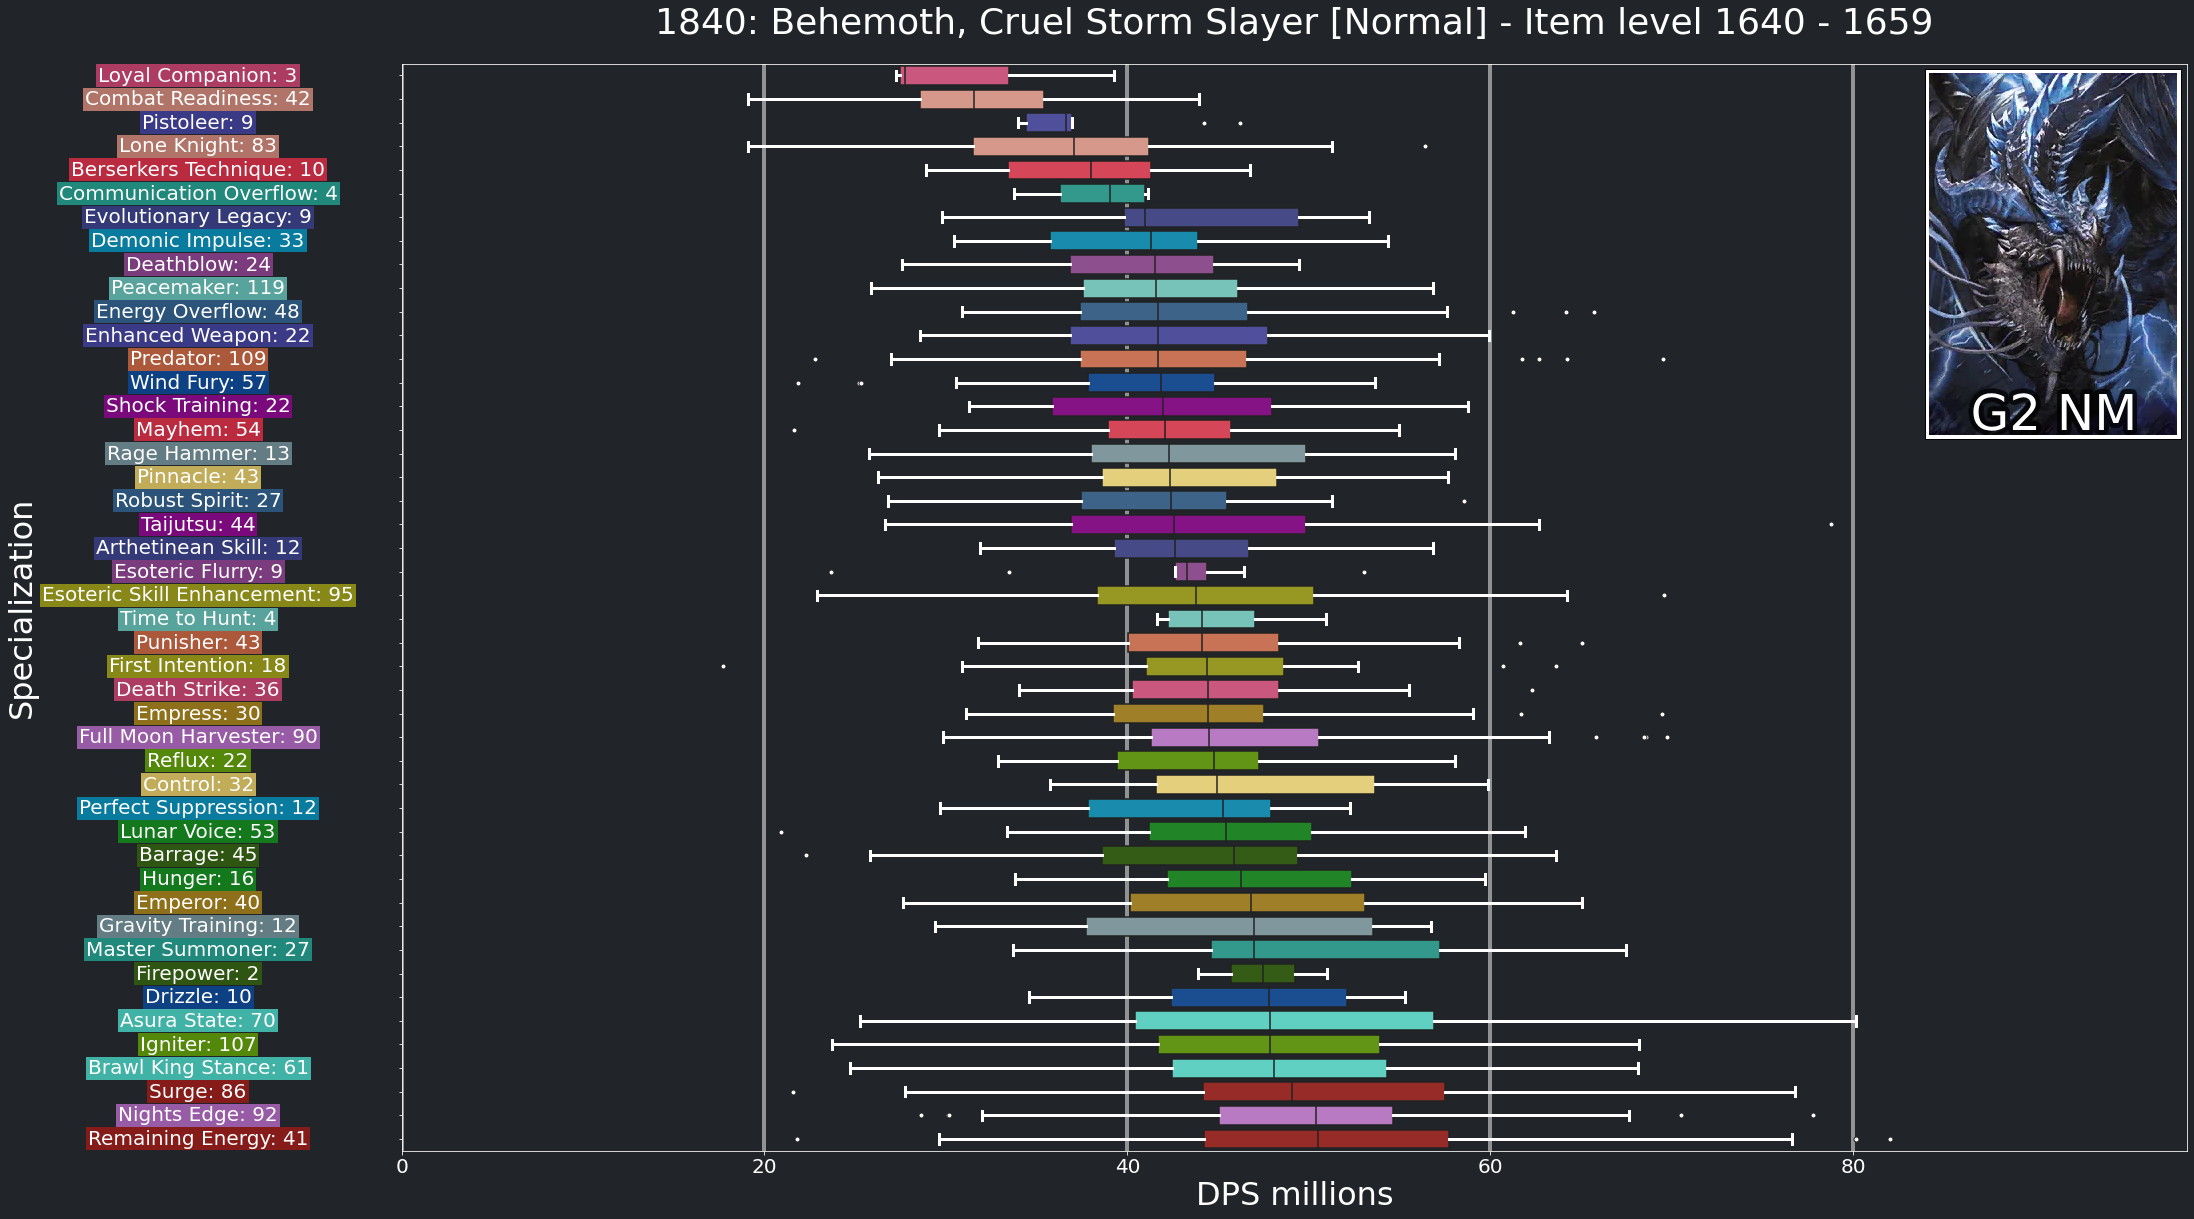 1840: Behemoth, Cruel Storm Slayer [Normal] - Item level 1640 - 1659
Specialization
Loyal Companion: 3
Combat Readiness: 42
Pistoleer: 9
Lone Knight: 83
Berserkers Technique: 10
Communication Overflow: 4
Evolutionary Legacy: 9
Demonic Impulse: 33
Deathblow: 24
Peacemaker: 119
Energy Overflow: 48
Enhanced Weapon: 22
Predator: 109
Wind Fury: 57
Shock Training: 22
Mayhem: 54
Rage Hammer: 13
Pinnacle: 43
Robust Spirit: 27
Taijutsu: 44
Arthetinean Skill: 12
Esoteric Flurry: 9
Esoteric Skill Enhancement: 95
Time to Hunt: 4
Punisher: 43
First Intention: 18
Death Strike: 36
Empress: 30
Full Moon Harvester: 90
Reflux: 22
Control: 32
Perfect Suppression: 12
Lunar Voice: 53
Barrage: 45
Hunger: 16
Emperor: 40
Gravity Training: 12
Master Summoner: 27
Firepower: 2
Drizzle: 10
Asura State: 70
Igniter: 107
Brawl King Stance: 61
Surge: 86
Nights Edge: 92
Remaining Energy: 41
G2 NM
0 20 40 60 80
DPS millions